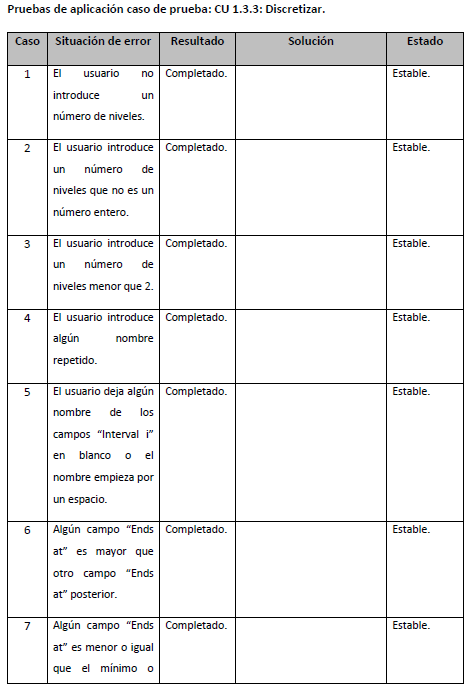 Pruebas de aplicación caso de prueba: CU 1.3.3: Discretizar.
Caso Situación de error Resultado Solución Estado
1 El usuario no Completado. Estable.
introduce un
número de niveles.
2 El usuario introduce Completado. Estable.
un número de
niveles que no es un
número entero.
3 El usuario introduce Completado. Estable.
un número de
niveles menor que 2.
4 El usuario introduce Completado. Estable.
algún nombre
repetido.
5 El usuario deja algún Completado. Estable.
nombre de los
campos “Interval i”
en blanco o el
nombre empieza por
un espacio.
6 Algún campo “Ends Completado. Estable.
at” es mayor que
otro campo “Ends
at” posterior.
7 Algún campo “Ends Completado. Estable.
at” es menor o igual
que el mínimo o